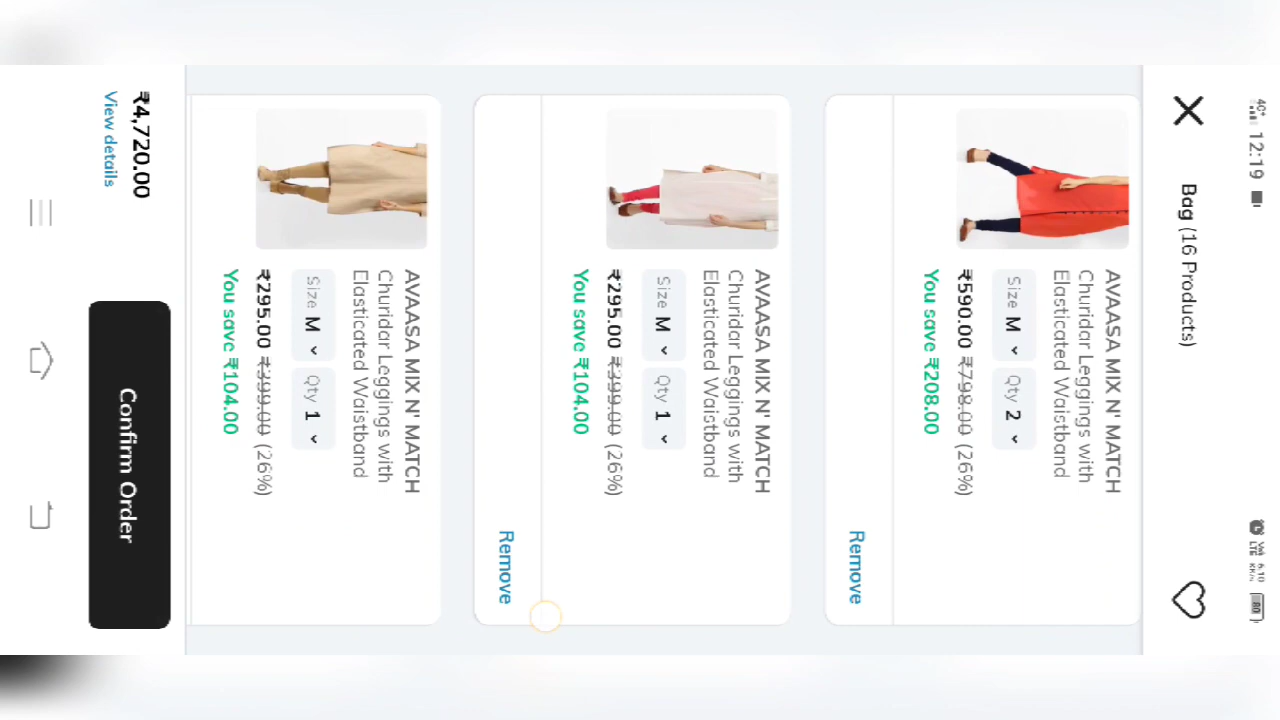 12:19
Bag (16 Products)
AVAASA MIX N' MATCH
Churidar Leggings with
Elasticated Waistband
Size M
Qty 2
₹590.00 ₹798.00 (26%)
You save ₹208.00
Remove
AVAASA MIX N' MATCH
Churidar Leggings with
Elasticated Waistband
Size M
Qty 1
₹295.00 ₹399.00 (26%)
You save ₹104.00
Remove
AVAASA MIX N' MATCH
Churidar Leggings with
Elasticated Waistband
Size M
Qty 1
₹295.00 ₹399.00 (26%)
You save ₹104.00
₹4,720.00
View details
Confirm Order